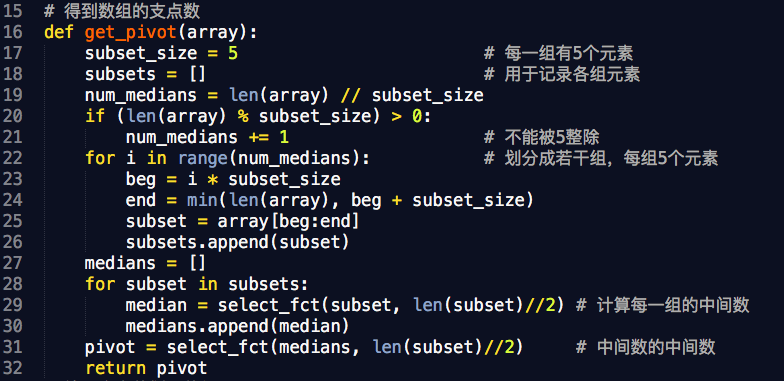 15 # 得到数组的支点数
16 def get_pivot(array):
17     subset_size = 5                        # 每一组有5个元素
18     subsets = []                           # 用于记录各组元素
19     num_medians = len(array) // subset_size
20     if (len(array) % subset_size) > 0:
21         num_medians += 1                   # 不能被5整除
22     for i in range(num_medians):           # 划分成若干组，每组5个元素
23         beg = i * subset_size
24         end = min(len(array), beg + subset_size)
25         subset = array[beg:end]
26         subsets.append(subset)
27     medians = []
28     for subset in subsets:
29         median = select_fct(subset, len(subset)//2) # 计算每一组的中间数
30         medians.append(median)
31     pivot = select_fct(medians, len(subset)//2)     # 中间数的中间数
32     return pivot